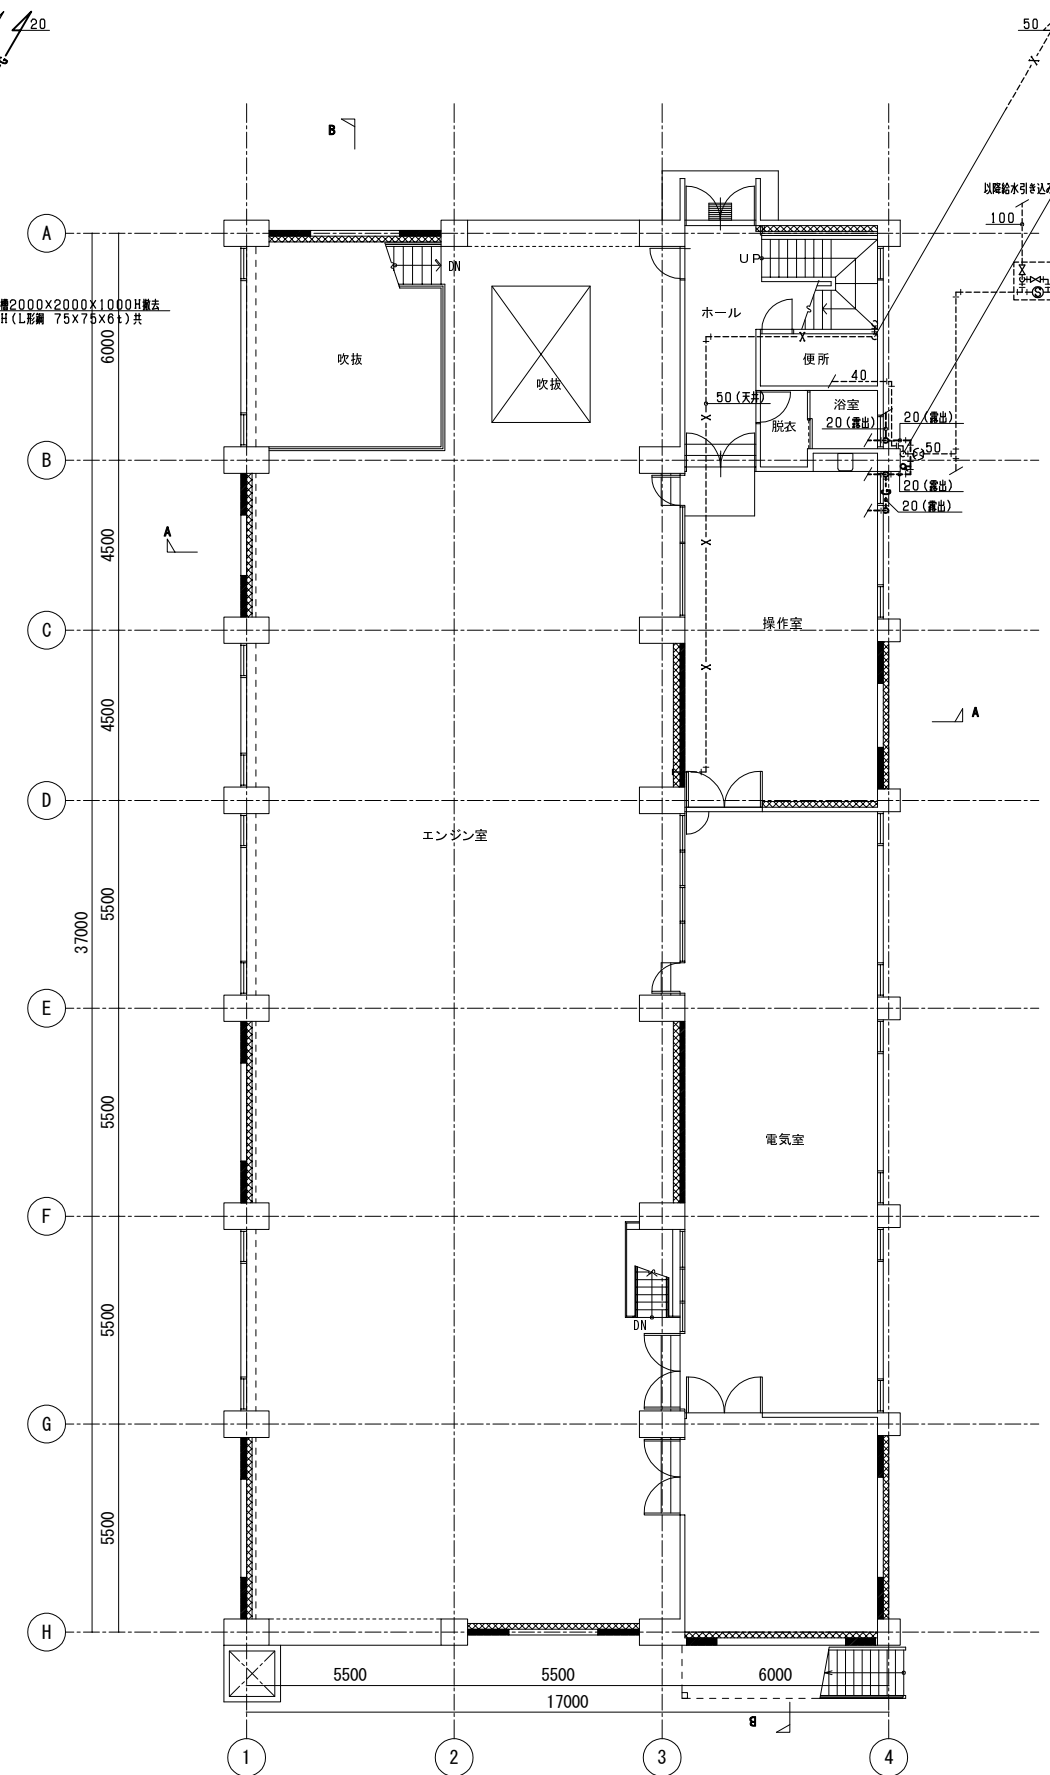 20
50
B
以降給水引き込み
100
A
槽2000X2000X1000H撤去
H(L形鋼 75X75X6t)共
DN
UP
ホール
6000
吹抜
吹抜
便所
40
50(天井)
浴室
脱衣
20(露出)
20(露出)
50
B
20(露出)
20(露出)
A
4500
C
操作室
4500
A
D
エンジン室
5500
37000
E
5500
電気室
F
5500
DN
G
5500
H
5500
5500
6000
17000
B
1
2
3
4